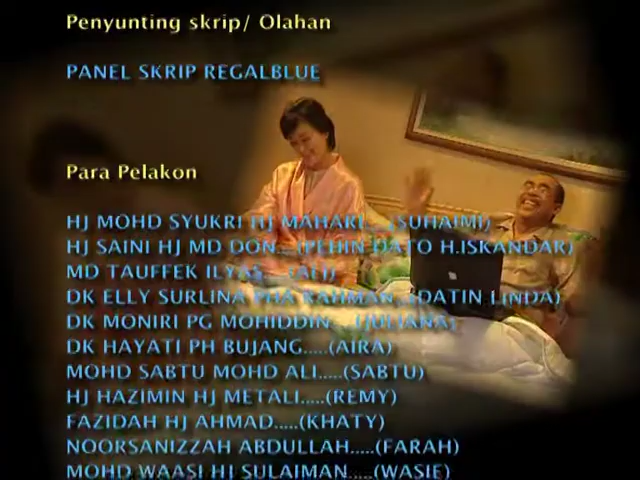 Penyunting skrip/ Olahan
PANEL SKRIP REGALBLUE
Para Pelakon
HJ MOHD SYUKRI HJ MAHARI....(SUHAIMI)
HJ SAINI HJ MD DON...(PEHIN DATO H.ISKANDAR)
MD TAUFFEK ILYAS....(ALI)
DK ELLY SURLINA PHA RAHMAN...(DATIN LINDA)
DK MONIRI PG MOHIDDIN....(JULIANA)
DK HAYATI PH BUJANG.....(AIRA)
MOHD SABTU MOHD ALI.....(SABTU)
HJ HAZIMIN HJ METALI.....(REMY)
FAZIDAH HJ AHMAD.....(KHATY)
NOORSANIZZAH ABDULLAH.....(FARAH)
MOHD WAASI HJ SULAIMAN.....(WASIE)